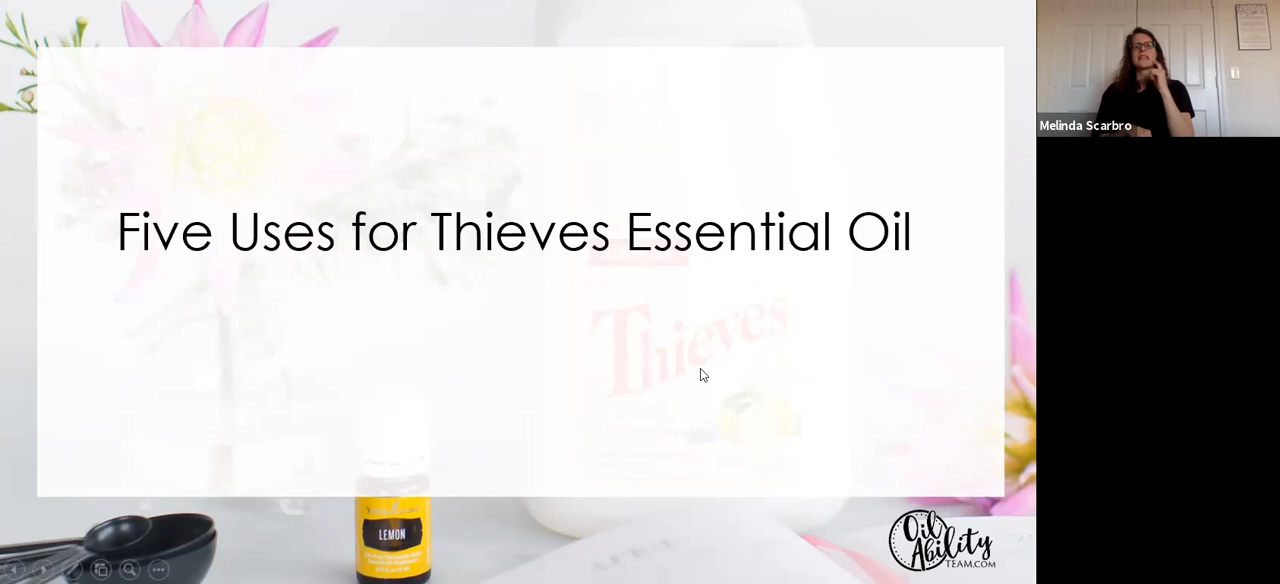 Five Uses for Thieves Essential Oil
Thieves
LEMON
Oil
Ability
TEAM.COM
Melinda Scarbro